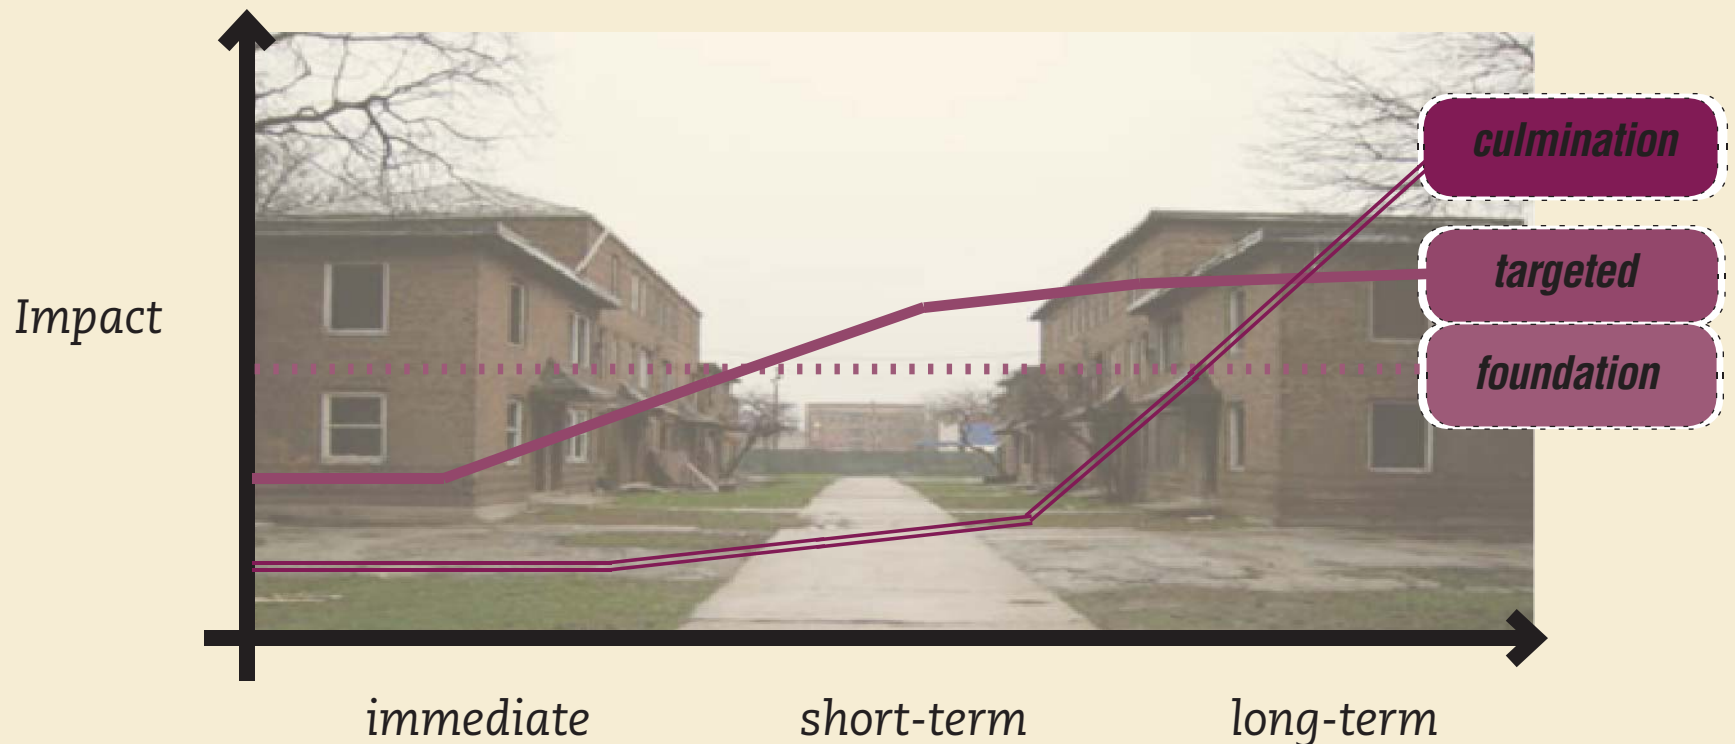 culmination
targeted
Impact
foundation
immediate short-term long-term